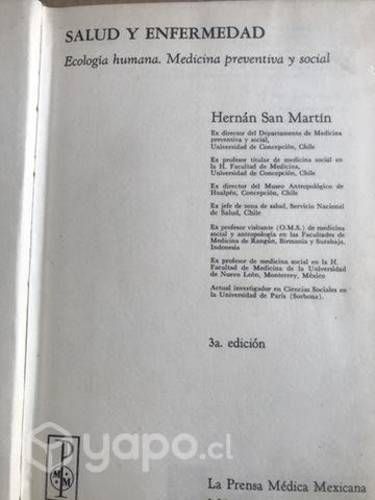 SALUD Y ENFERMEDAD
Ecología humana. Medicina preventiva y social
Hernán San Martín
Ex director del Departamento de Medicina
preventiva y social,
Universidad de Concepción, Chile
Ex profesor titular de medicina social en
la H. Facultad de Medicina,
Universidad de Concepción, Chile
Ex director del Museo Antropológico de
Hualpén, Concepción, Chile
Ex jefe de zona de salud, Servicio Nacional
de Salud, Chile
Ex profesor visitante (O.M.S.) de medicina
social y antropología en las Facultades de
Medicina de Rangún, Birmania y Surabaja,
Indonesia
Ex profesor de medicina social en la H.
Facultad de Medicina de la Universidad
de Nuevo León, Monterrey, México
Actual investigador en Ciencias Sociales en
la Universidad de París (Sorbona).
3a. edición
yapo.cl
P
M M
La Prensa Médica Mexicana